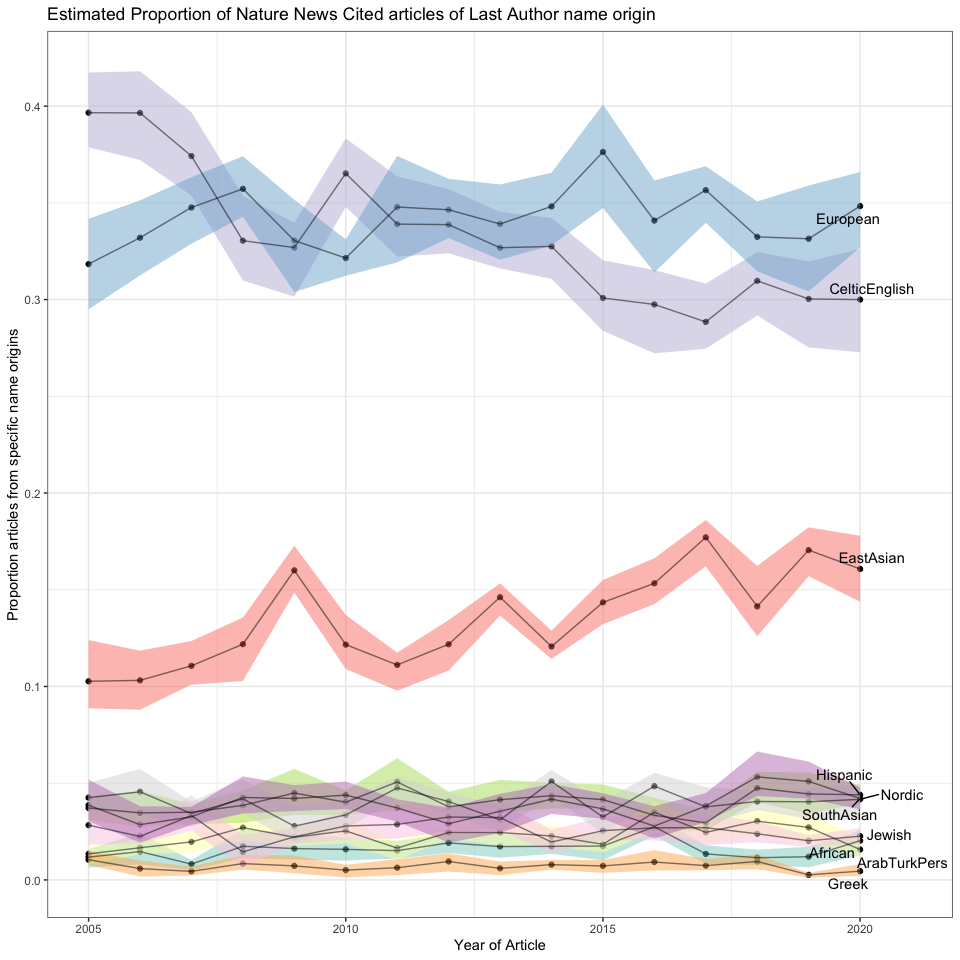 Estimated Proportion of Nature News Cited articles of Last Author name origin
Proportion articles from specific name origins
0.4
0.3
0.2
0.1
0.0
European
CelticEnglish
EastAsian
Hispanic
Nordic
SouthAsian
Jewish
African
ArabTurkPers
Greek
2005
2010
2015
2020
Year of Article